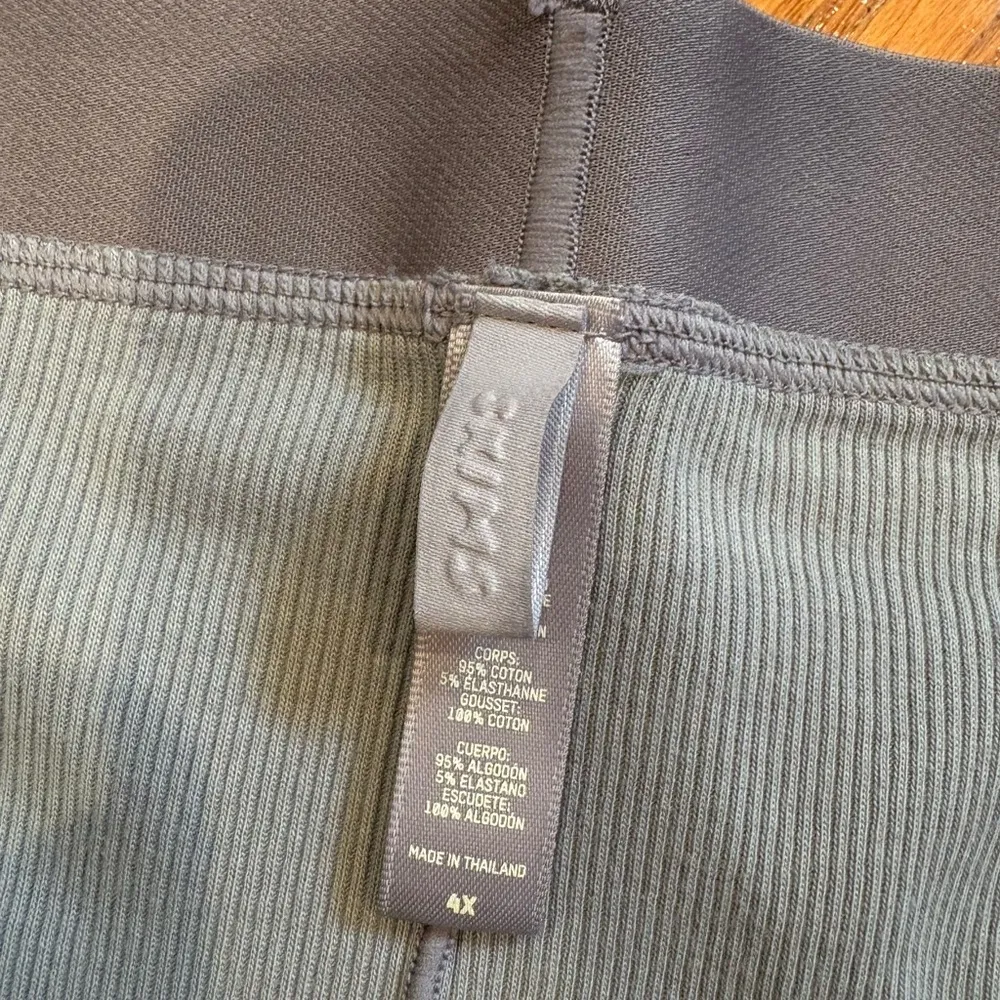 SKIMS
E
N
CORPS:
95% COTON
5% ÉLASTHANNE
GOUSSET:
100% COTON
CUERPO:
95% ALGODÓN
5% ELASTANO
ESCUDETE:
100% ALGODÓN
MADE IN THAILAND
4X